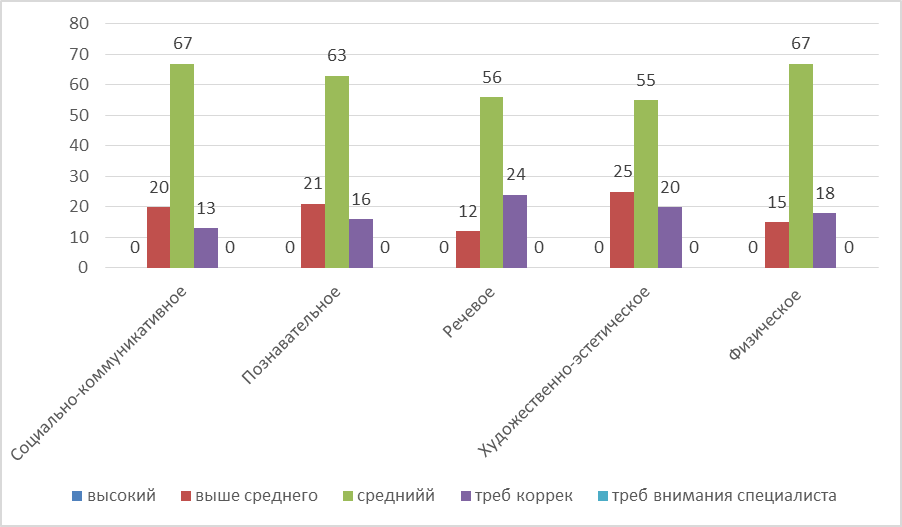 80
70
60
50
40
30
20
10
0
0 20 67 13 0
0 21 63 16 0
0 12 56 24 0
0 25 55 20 0
0 15 67 18 0
Социально-коммуникативное
Познавательное
Речевое
Художественно-эстетическое
Физическое
высокий выше среднего среднийй треб коррек треб внимания специалиста